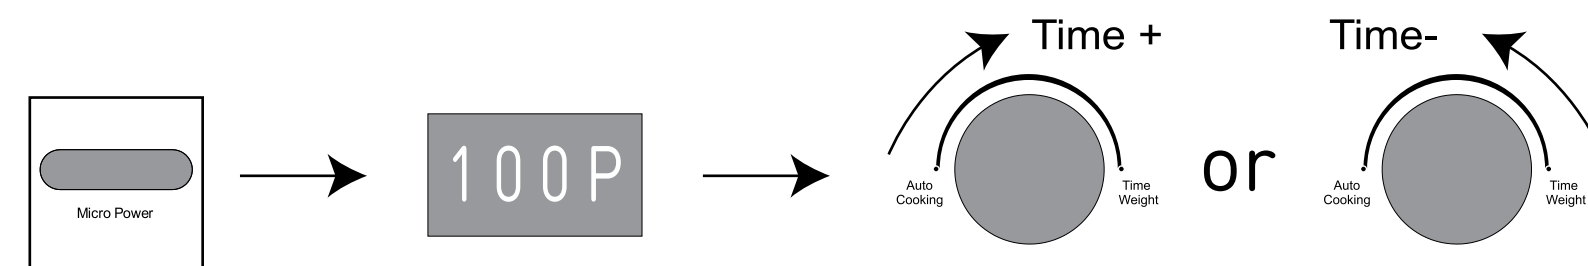 Time +
Time-
Micro Power
100P
Auto
Cooking
Time
Weight
or
Auto
Cooking
Time
Weight